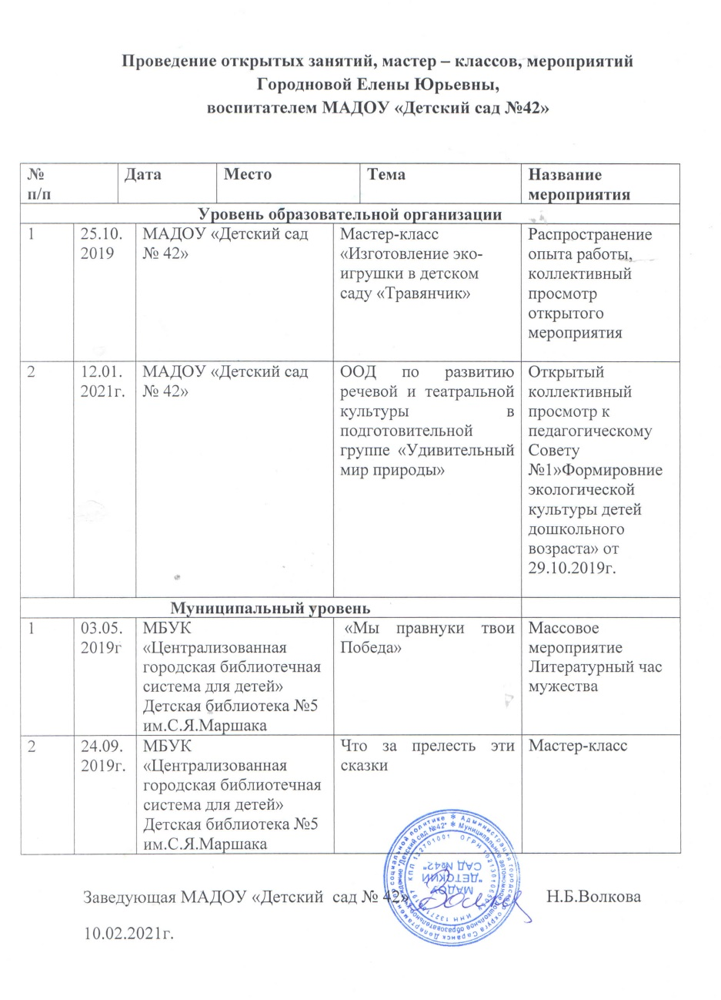 Проведение открытых занятий, мастер – классов, мероприятий
Городновой Елены Юрьевны,
воспитателем МАДОУ «Детский сад №42»
№
п/п
Дата
Место
Тема
Название
мероприятия
Уровень образовательной организации
1
25.10.
2019
МАДОУ «Детский сад
№ 42»
Мастер-класс
«Изготовление эко-
игрушки в детском
саду «Травянчик»
Распространение
опыта работы,
коллективный
просмотр
открытого
мероприятия
2
12.01.
2021г.
МАДОУ «Детский сад
№ 42»
ООД по развитию
речевой и театральной
культуры в
подготовительной
группе «Удивительный
мир природы»
Открытый
коллективный
просмотр к
педагогическому
Совету
№1»Формировние
экологической
культуры детей
дошкольного
возраста» от
29.10.2019г.
Муниципальный уровень
1
03.05.
2019г
МБУК
«Централизованная
городская библиотечная
система для детей»
Детская библиотека №5
им.С.Я.Маршака
«Мы правнуки твои
Победа»
Массовое
мероприятие
Литературный час
мужества
2
24.09.
2019г.
МБУК
«Централизованная
городская библиотечная
система для детей»
Детская библиотека №5
им.С.Я.Маршака
Что за прелесть эти
сказки
Мастер-класс
Заведующая МАДОУ «Детский сад № 42»
Н.Б.Волкова
МАДОУ
"ДЕТСКИЙ
САД №42"
10.02.2021г.